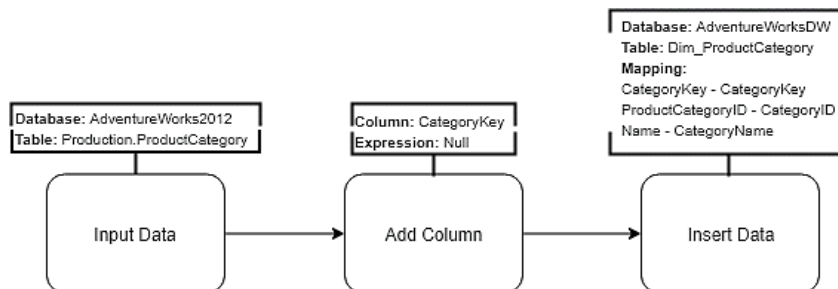 Database: AdventureWorks2012
Table: Production.ProductCategory
Input Data
Column: CategoryKey
Expression: Null
Add Column
Database: AdventureWorksDW
Table: Dim_ProductCategory
Mapping:
CategoryKey - CategoryKey
ProductCategoryID - CategoryID
Name - CategoryName
Insert Data